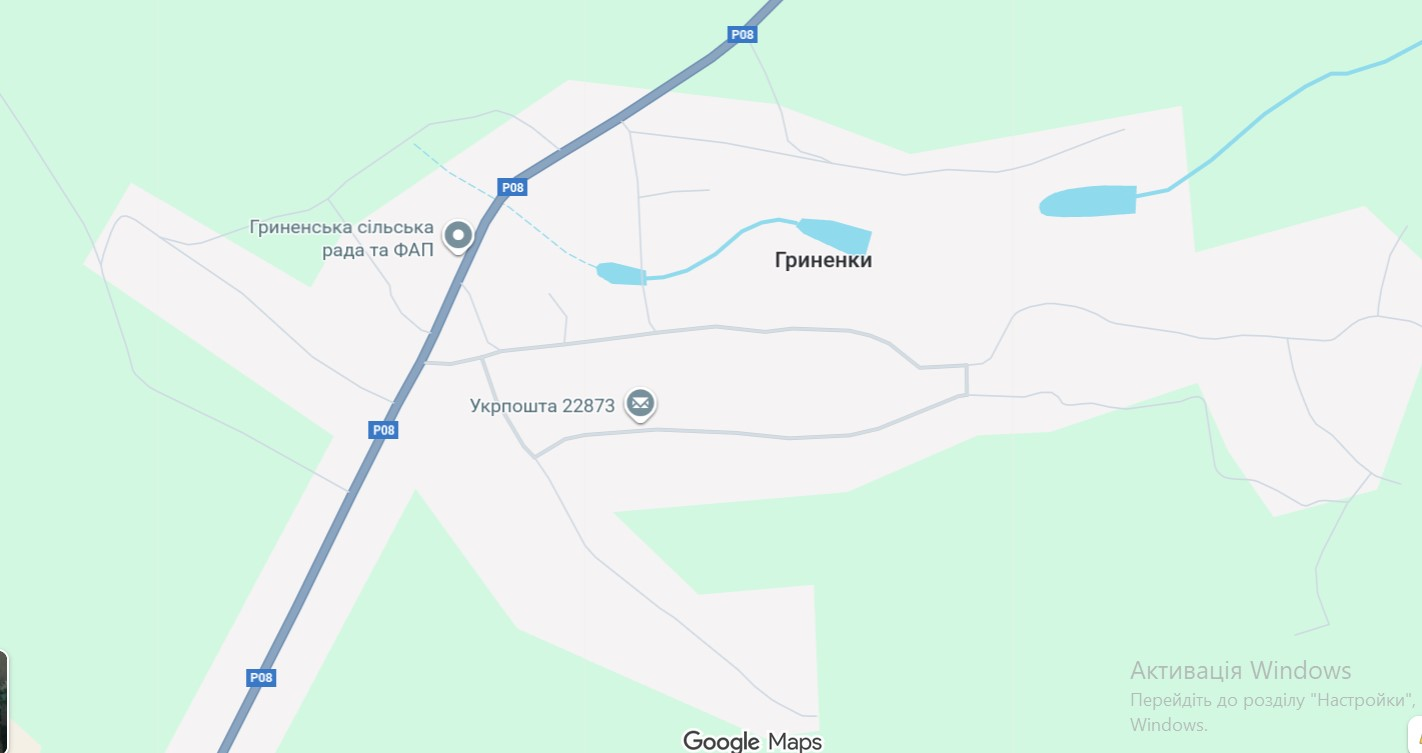 P08
P08
Гриненська сільська
рада та ФАП
Гриненки
Укрпошта 22873
P08
P08
Активація Windows
Перейдіть до розділу "Настройки",
Windows.
Google Maps